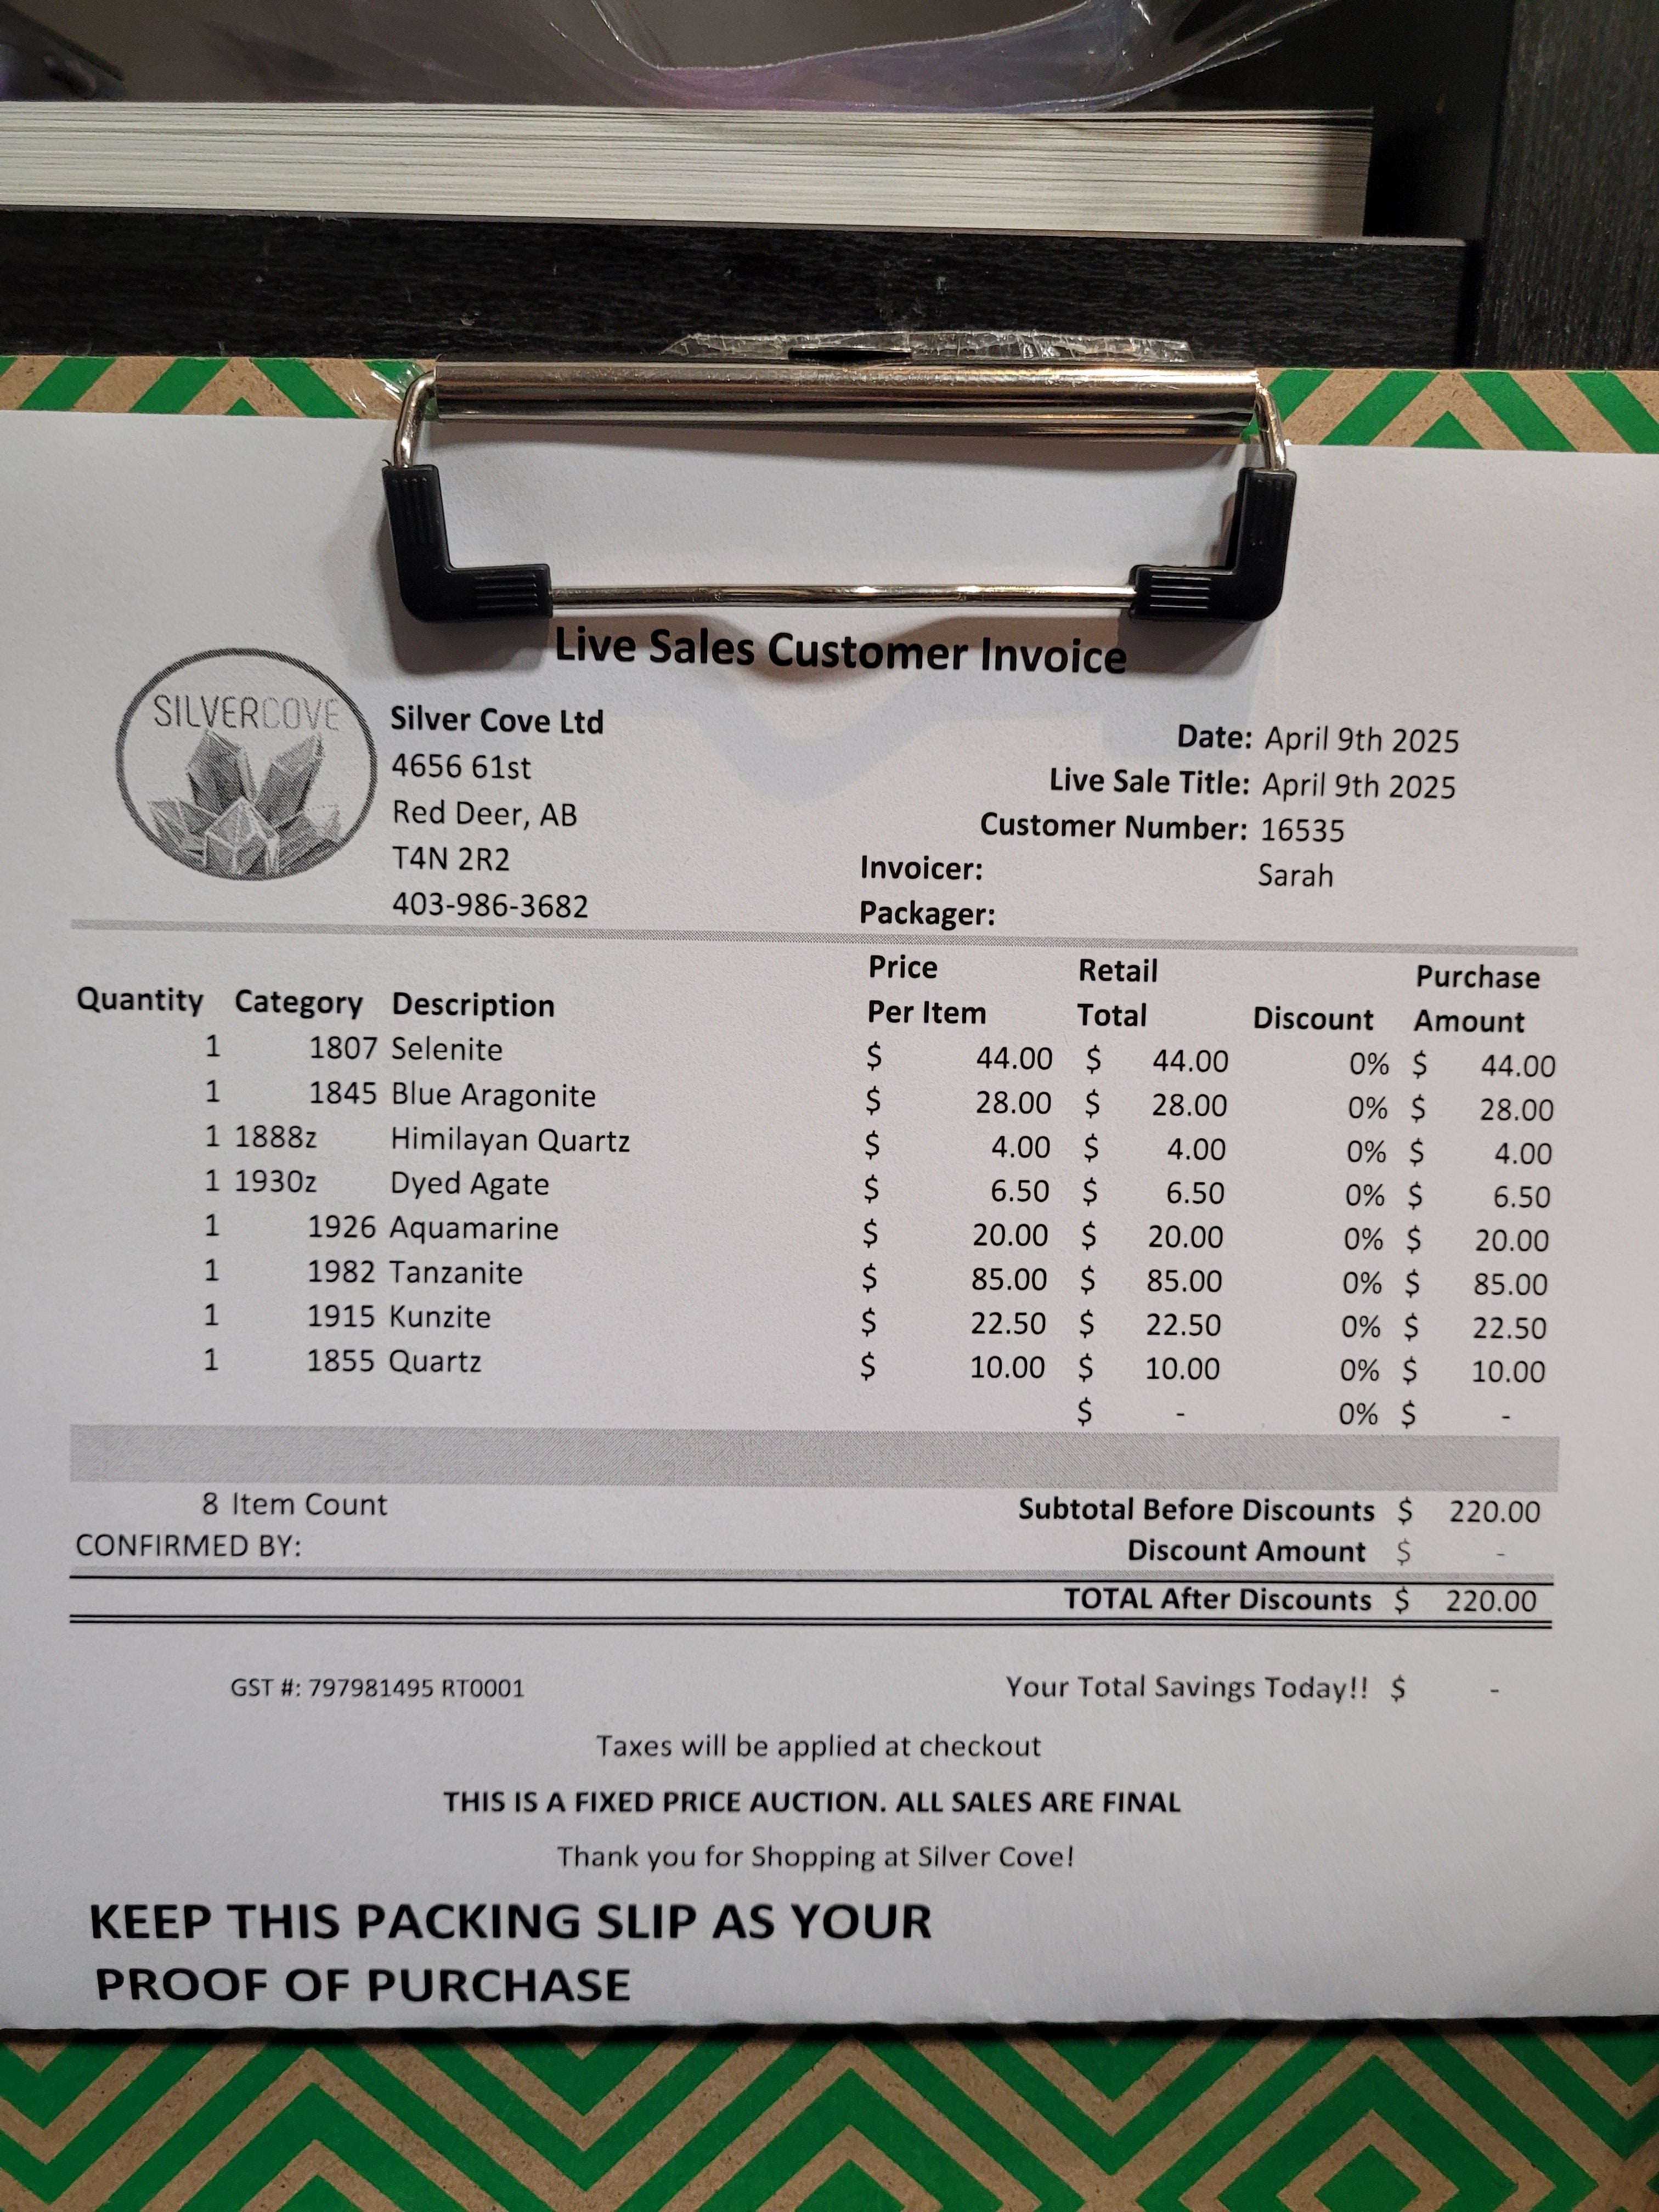 Live Sales Customer Invoice
SILVERCOVE
Silver Cove Ltd
4656 61st
Red Deer, AB
T4N 2R2
403-986-3682
Date: April 9th 2025
Live Sale Title: April 9th 2025
Customer Number: 16535
Invoicer: Sarah
Packager:
Quantity Category Description Price Per Item Retail Total Discount Purchase Amount
1 1807 Selenite $ 44.00 $ 44.00 0% $ 44.00
1 1845 Blue Aragonite $ 28.00 $ 28.00 0% $ 28.00
1 1888z Himilayan Quartz $ 4.00 $ 4.00 0% $ 4.00
1 1930z Dyed Agate $ 6.50 $ 6.50 0% $ 6.50
1 1926 Aquamarine $ 20.00 $ 20.00 0% $ 20.00
1 1982 Tanzanite $ 85.00 $ 85.00 0% $ 85.00
1 1915 Kunzite $ 22.50 $ 22.50 0% $ 22.50
1 1855 Quartz $ 10.00 $ 10.00 0% $ 10.00
$ - 0% $ -
8 Item Count Subtotal Before Discounts $ 220.00
CONFIRMED BY: Discount Amount $ -
TOTAL After Discounts $ 220.00
GST #: 797981495 RT0001 Your Total Savings Today!! $ -
Taxes will be applied at checkout
THIS IS A FIXED PRICE AUCTION. ALL SALES ARE FINAL
Thank you for Shopping at Silver Cove!
KEEP THIS PACKING SLIP AS YOUR
PROOF OF PURCHASE